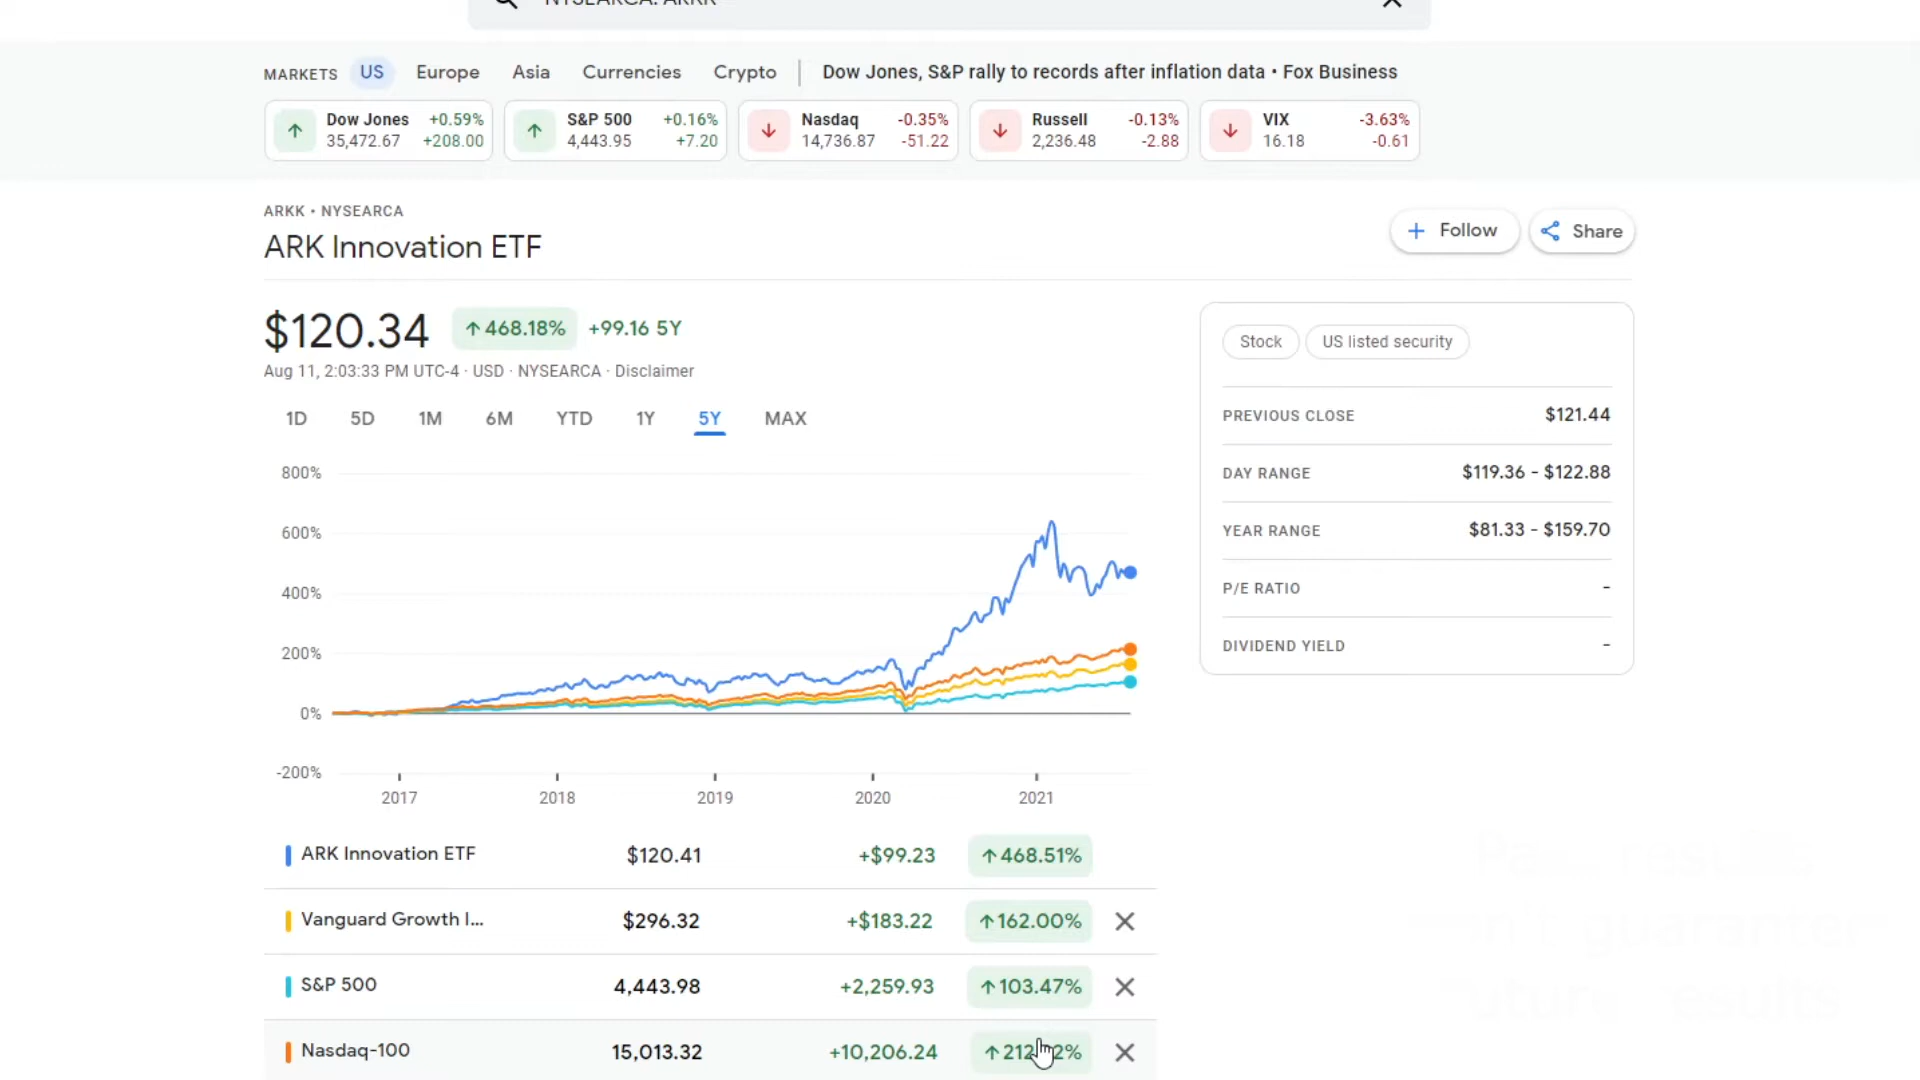 NYSEARCA: ARKK
MARKETS US Europe Asia Currencies Crypto Dow Jones, S&P rally to records after inflation data • Fox Business
Dow Jones +0.59% S&P 500 +0.16% Nasdaq -0.35% Russell -0.13% VIX -3.63%
35,472.67 +208.00 4,443.95 +7.20 14,736.87 -51.22 2,236.48 -2.88 16.18 -0.61
ARKK • NYSEARCA
ARK Innovation ETF
Follow Share
$120.34 468.18% +99.16 5Y
Aug 11, 2:03:33 PM UTC-4 · USD · NYSEARCA · Disclaimer
1D 5D 1M 6M YTD 1Y 5Y MAX
800%
600%
400%
200%
0%
-200%
2017 2018 2019 2020 2021
Stock US listed security
PREVIOUS CLOSE $121.44
DAY RANGE $119.36 - $122.88
YEAR RANGE $81.33 - $159.70
P/E RATIO -
DIVIDEND YIELD -
ARK Innovation ETF $120.41 +$99.23 468.51%
Vanguard Growth I... $296.32 +$183.22 162.00%
S&P 500 4,443.98 +2,259.93 103.47%
Nasdaq-100 15,013.32 +10,206.24
results
guarantee
future results